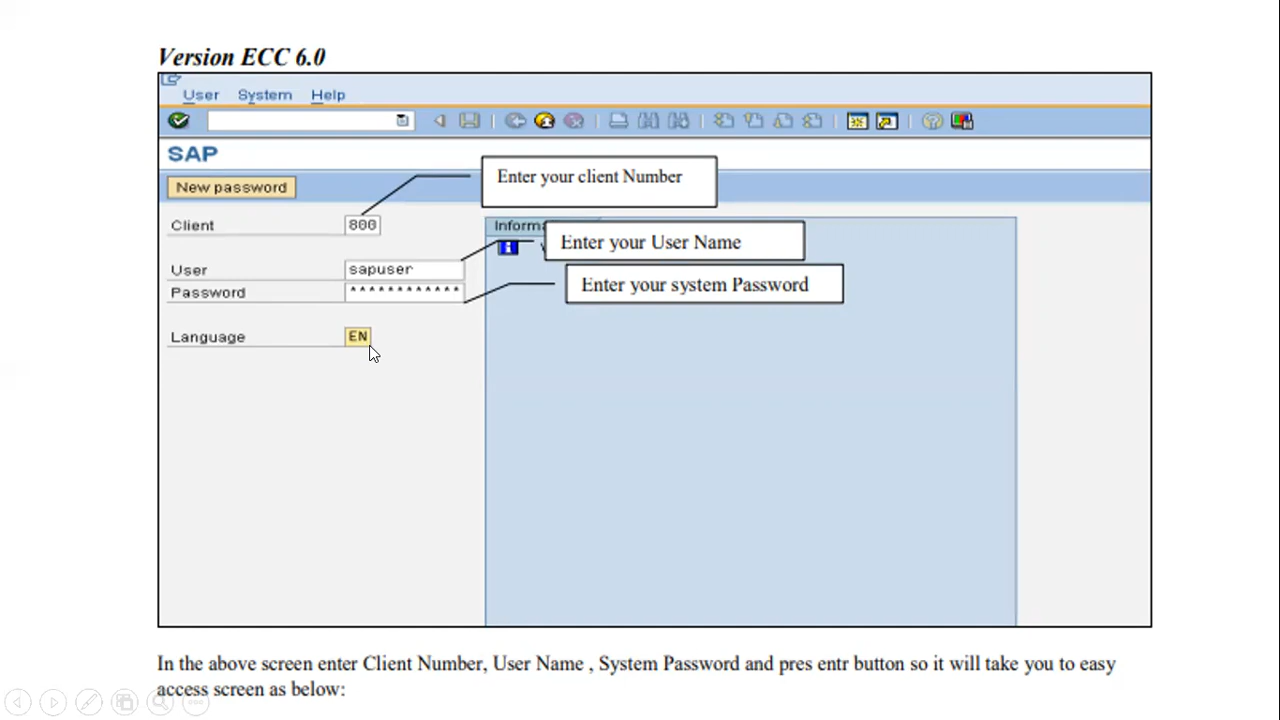 Version ECC 6.0
User System Help
SAP
New password
Enter your client Number
Client 800
Inform
Enter your User Name
User sapuser
Password ************
Enter your system Password
Language EN
In the above screen enter Client Number, User Name , System Password and pres entr button so it will take you to easy
access screen as below: